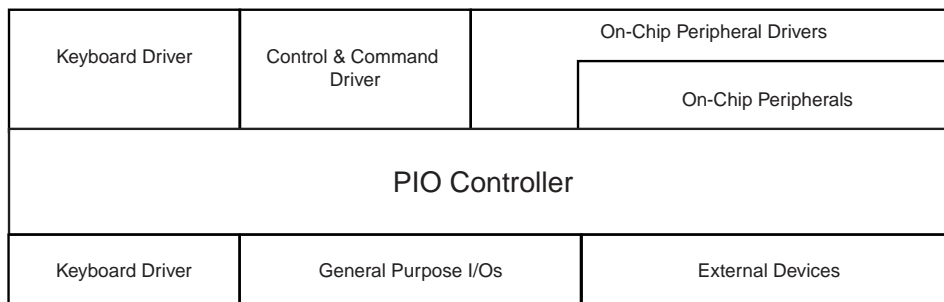 Keyboard Driver
Control & Command
Driver
On-Chip Peripheral Drivers
On-Chip Peripherals
PIO Controller
Keyboard Driver
General Purpose I/Os
External Devices